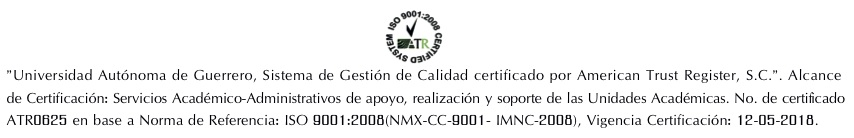 ISO 9001:2008 CERTIFIED SYSTEM
ATR
"Universidad Autónoma de Guerrero, Sistema de Gestión de Calidad certificado por American Trust Register, S.C.". Alcance
de Certificación: Servicios Académico-Administrativos de apoyo, realización y soporte de las Unidades Académicas. No. de certificado
ATR0625 en base a Norma de Referencia: ISO 9001:2008(NMX-CC-9001- IMNC-2008), Vigencia Certificación: 12-05-2018.